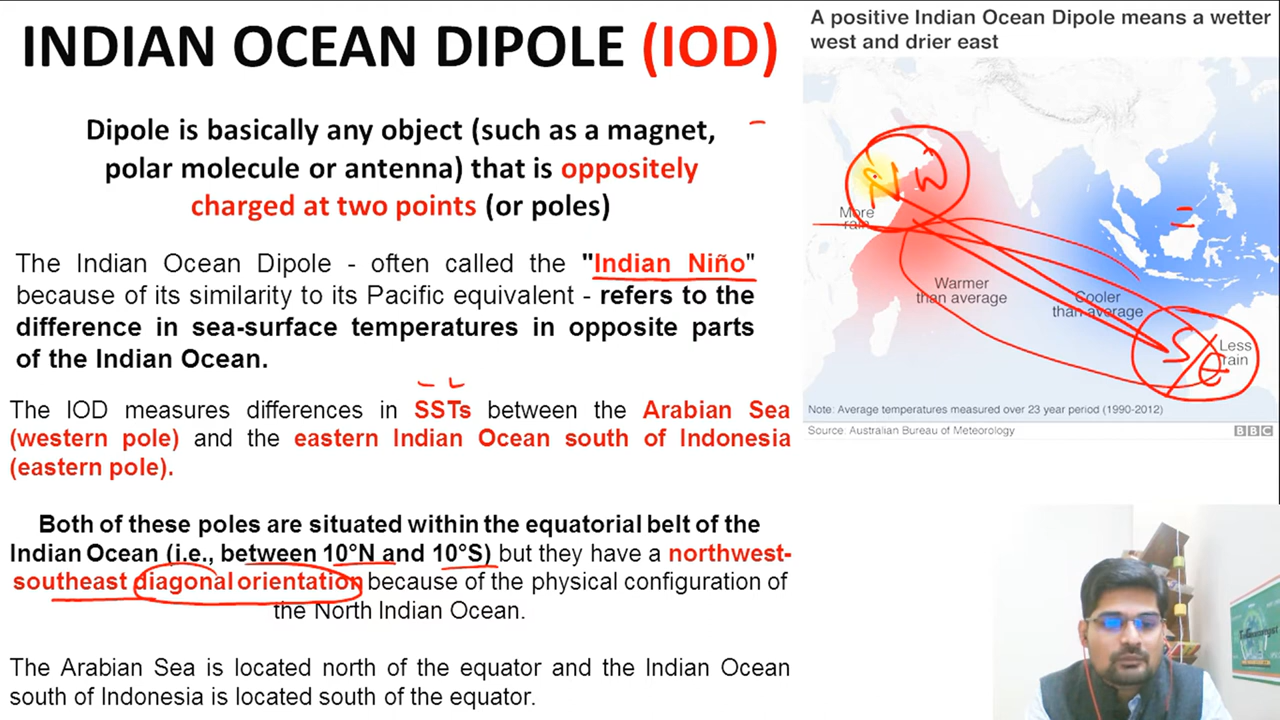 INDIAN OCEAN DIPOLE (IOD)
Dipole is basically any object (such as a magnet,
polar molecule or antenna) that is oppositely
charged at two points (or poles)
The Indian Ocean Dipole - often called the "Indian Niño"
because of its similarity to its Pacific equivalent - refers to the
difference in sea-surface temperatures in opposite parts
of the Indian Ocean.
The IOD measures differences in SSTs between the Arabian Sea
(western pole) and the eastern Indian Ocean south of Indonesia
(eastern pole).
Both of these poles are situated within the equatorial belt of the
Indian Ocean (i.e., between 10°N and 10°S) but they have a northwest-
southeast diagonal orientation because of the physical configuration of
the North Indian Ocean.
The Arabian Sea is located north of the equator and the Indian Ocean
south of Indonesia is located south of the equator.
A positive Indian Ocean Dipole means a wetter
west and drier east
N W
More
rain
Warmer
than average
Cooler
than average
S/E
Less
rain
Note: Average temperatures measured over 23 year period (1990-2012)
Source: Australian Bureau of Meteorology
BBC